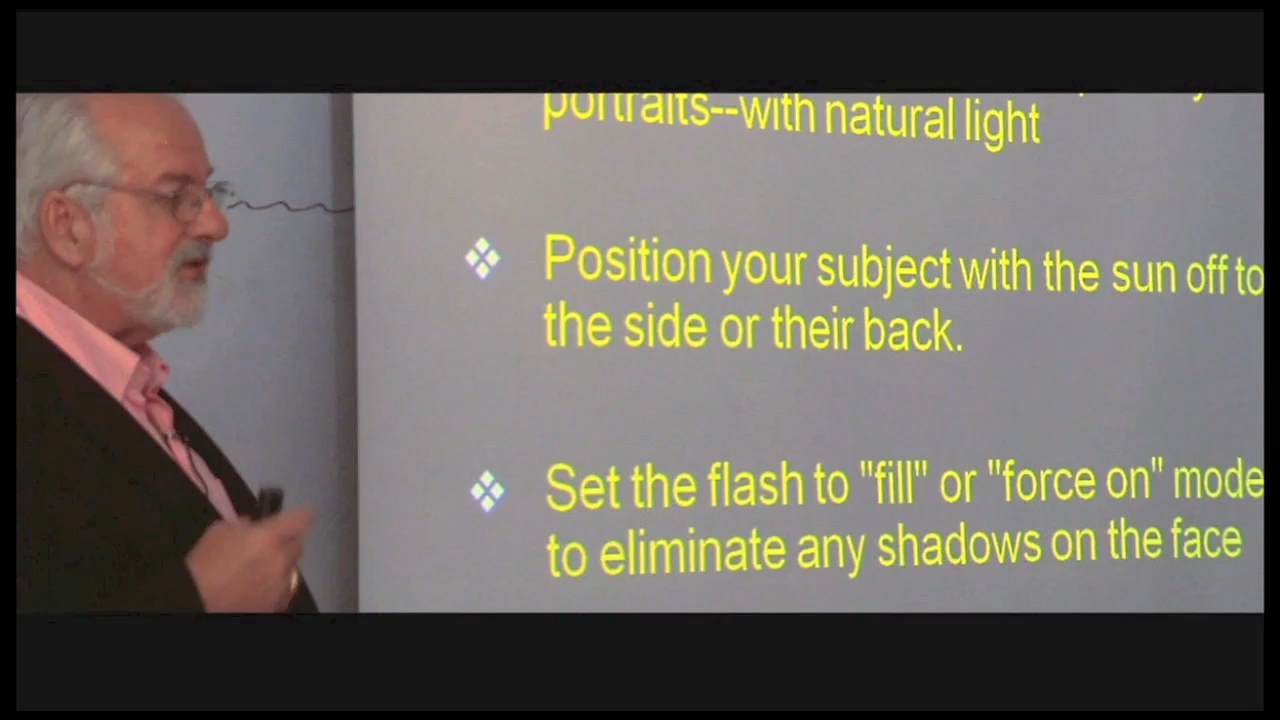 portraits--with natural light
Position your subject with the sun off to
the side or their back.
Set the flash to "fill" or "force on" mode
to eliminate any shadows on the face